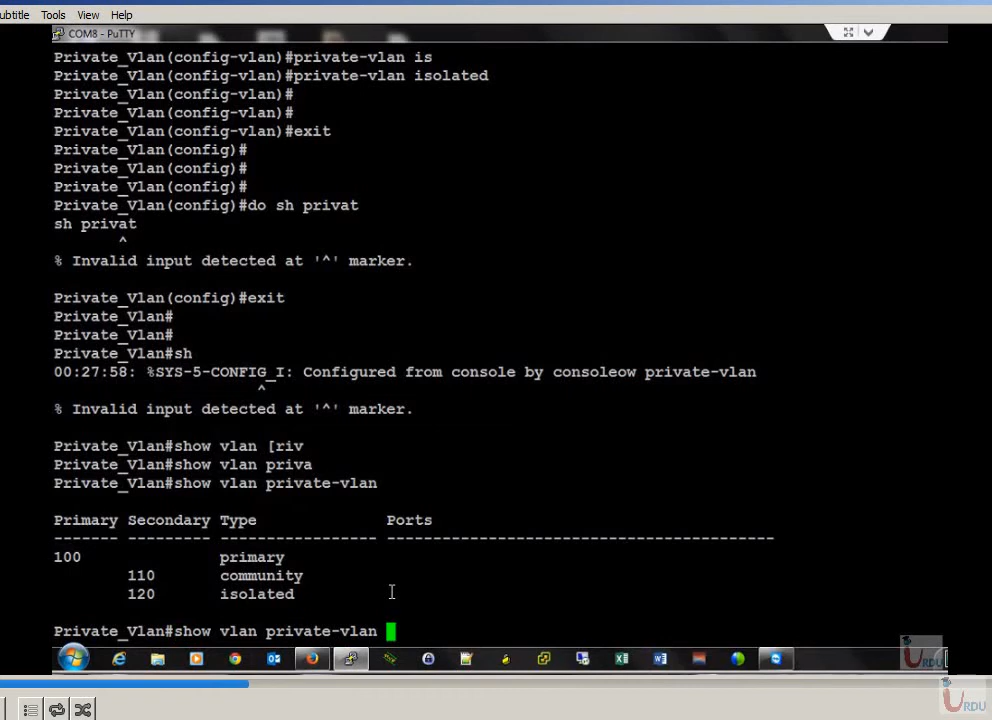 ubtitle Tools View Help
COM8 - PuTTY
Private_Vlan(config-vlan)#private-vlan is
Private_Vlan(config-vlan)#private-vlan isolated
Private_Vlan(config-vlan)#
Private_Vlan(config-vlan)#
Private_Vlan(config-vlan)#exit
Private_Vlan(config)#
Private_Vlan(config)#
Private_Vlan(config)#
Private_Vlan(config)#do sh privat
sh privat
^
% Invalid input detected at '^' marker.
Private_Vlan(config)#exit
Private_Vlan#
Private_Vlan#
Private_Vlan#sh
00:27:58: %SYS-5-CONFIG_I: Configured from console by consoleow private-vlan
^
% Invalid input detected at '^' marker.
Private_Vlan#show vlan [riv
Private_Vlan#show vlan priva
Private_Vlan#show vlan private-vlan
Primary Secondary Type Ports
------- --------- ----------------- ------------------------------------------
100 primary
110 community
120 isolated
Private_Vlan#show vlan private-vlan
URDU
URDU